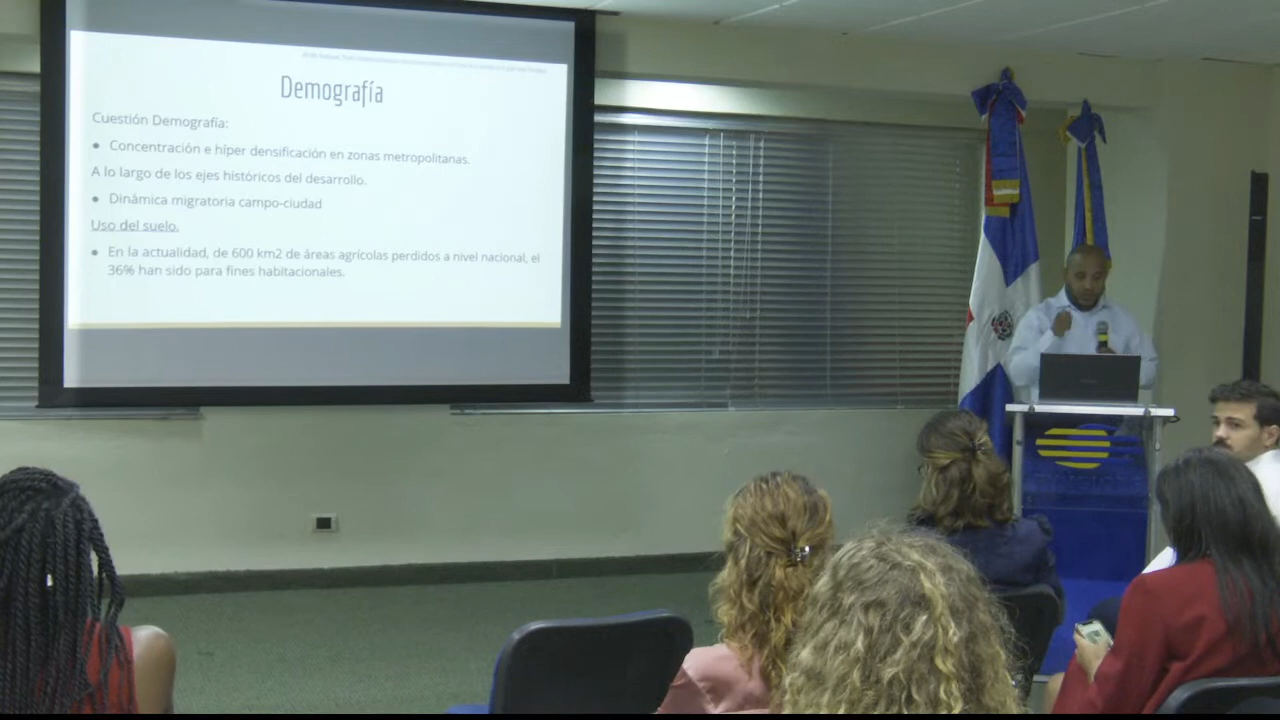 Demografía
Cuestión Demografía:
• Concentración e híper densificación en zonas metropolitanas.
A lo largo de los ejes históricos del desarrollo.
• Dinámica migratoria campo-ciudad
Uso del suelo.
• En la actualidad, de 600 km2 de áreas agrícolas perdidos a nivel nacional, el
36% han sido para fines habitacionales.